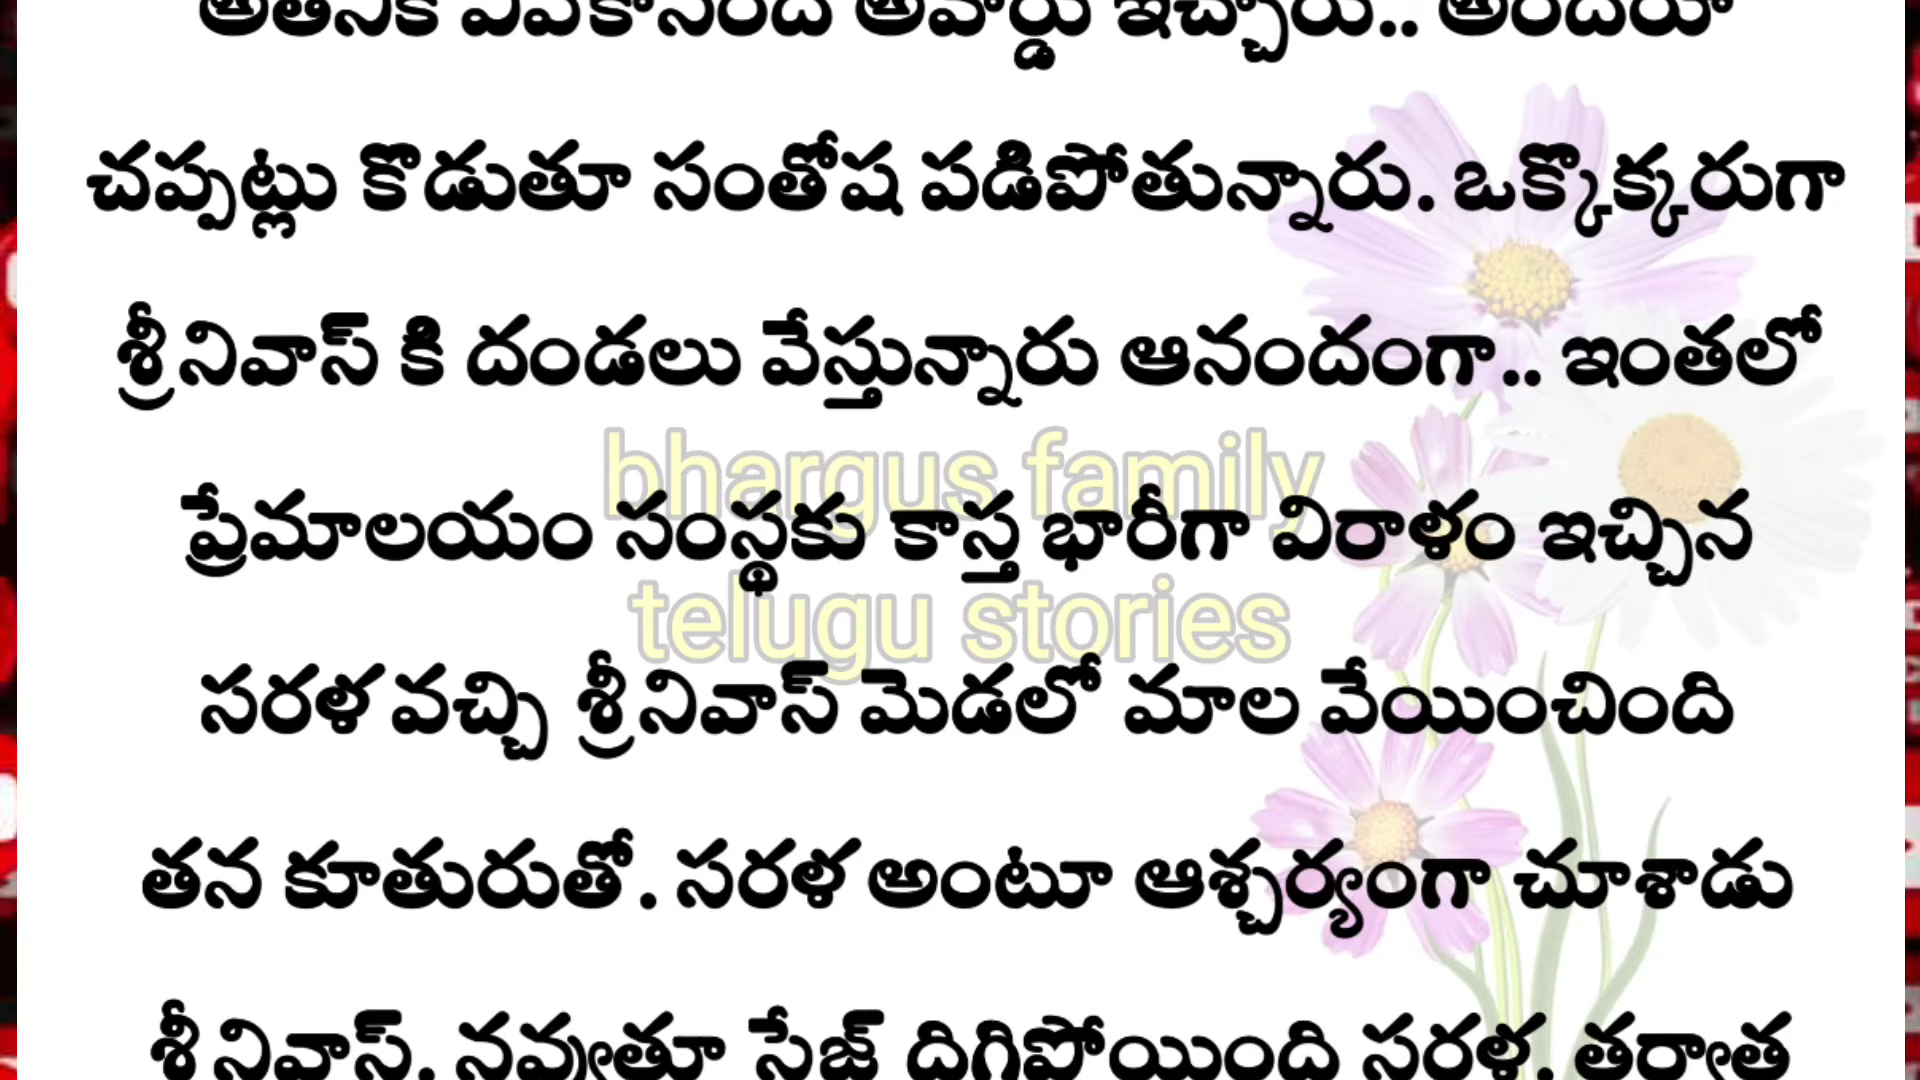 అతనికి వివేకానంద అవార్డు ఇచ్చారు.. అందరూ
చప్పట్లు కొడుతూ సంతోష పడిపోతున్నారు. ఒక్కొక్కరుగా
శ్రీనివాస్ కి దండలు వేస్తున్నారు ఆనందంగా.. ఇంతలో
bhargus family
ప్రేమాలయం సంస్థకు కాస్త భారీగా విరాళం ఇచ్చిన
telugu stories
సరళ వచ్చి శ్రీనివాస్ మెడలో మాల వేయించింది
తన కూతురుతో. సరళ అంటూ ఆశ్చర్యంగా చూశాడు
శ్రీనివాస్. నవ్వుతూ స్టేజ్ దిగిపోయింది సరళ. తర్వాత